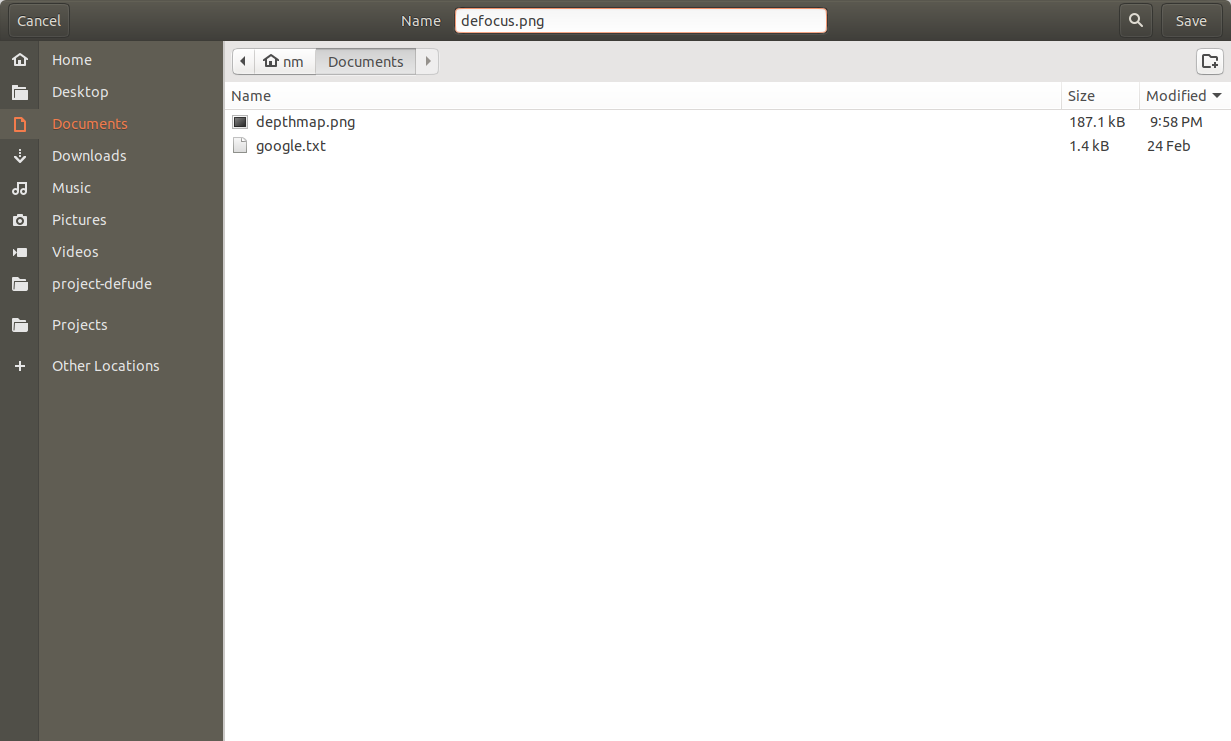 Cancel Name defocus.png Save
Home
Desktop
Documents
Downloads
Music
Pictures
Videos
project-defude
Projects
Other Locations
nm Documents
Name Size Modified
depthmap.png 187.1 kB 9:58 PM
google.txt 1.4 kB 24 Feb